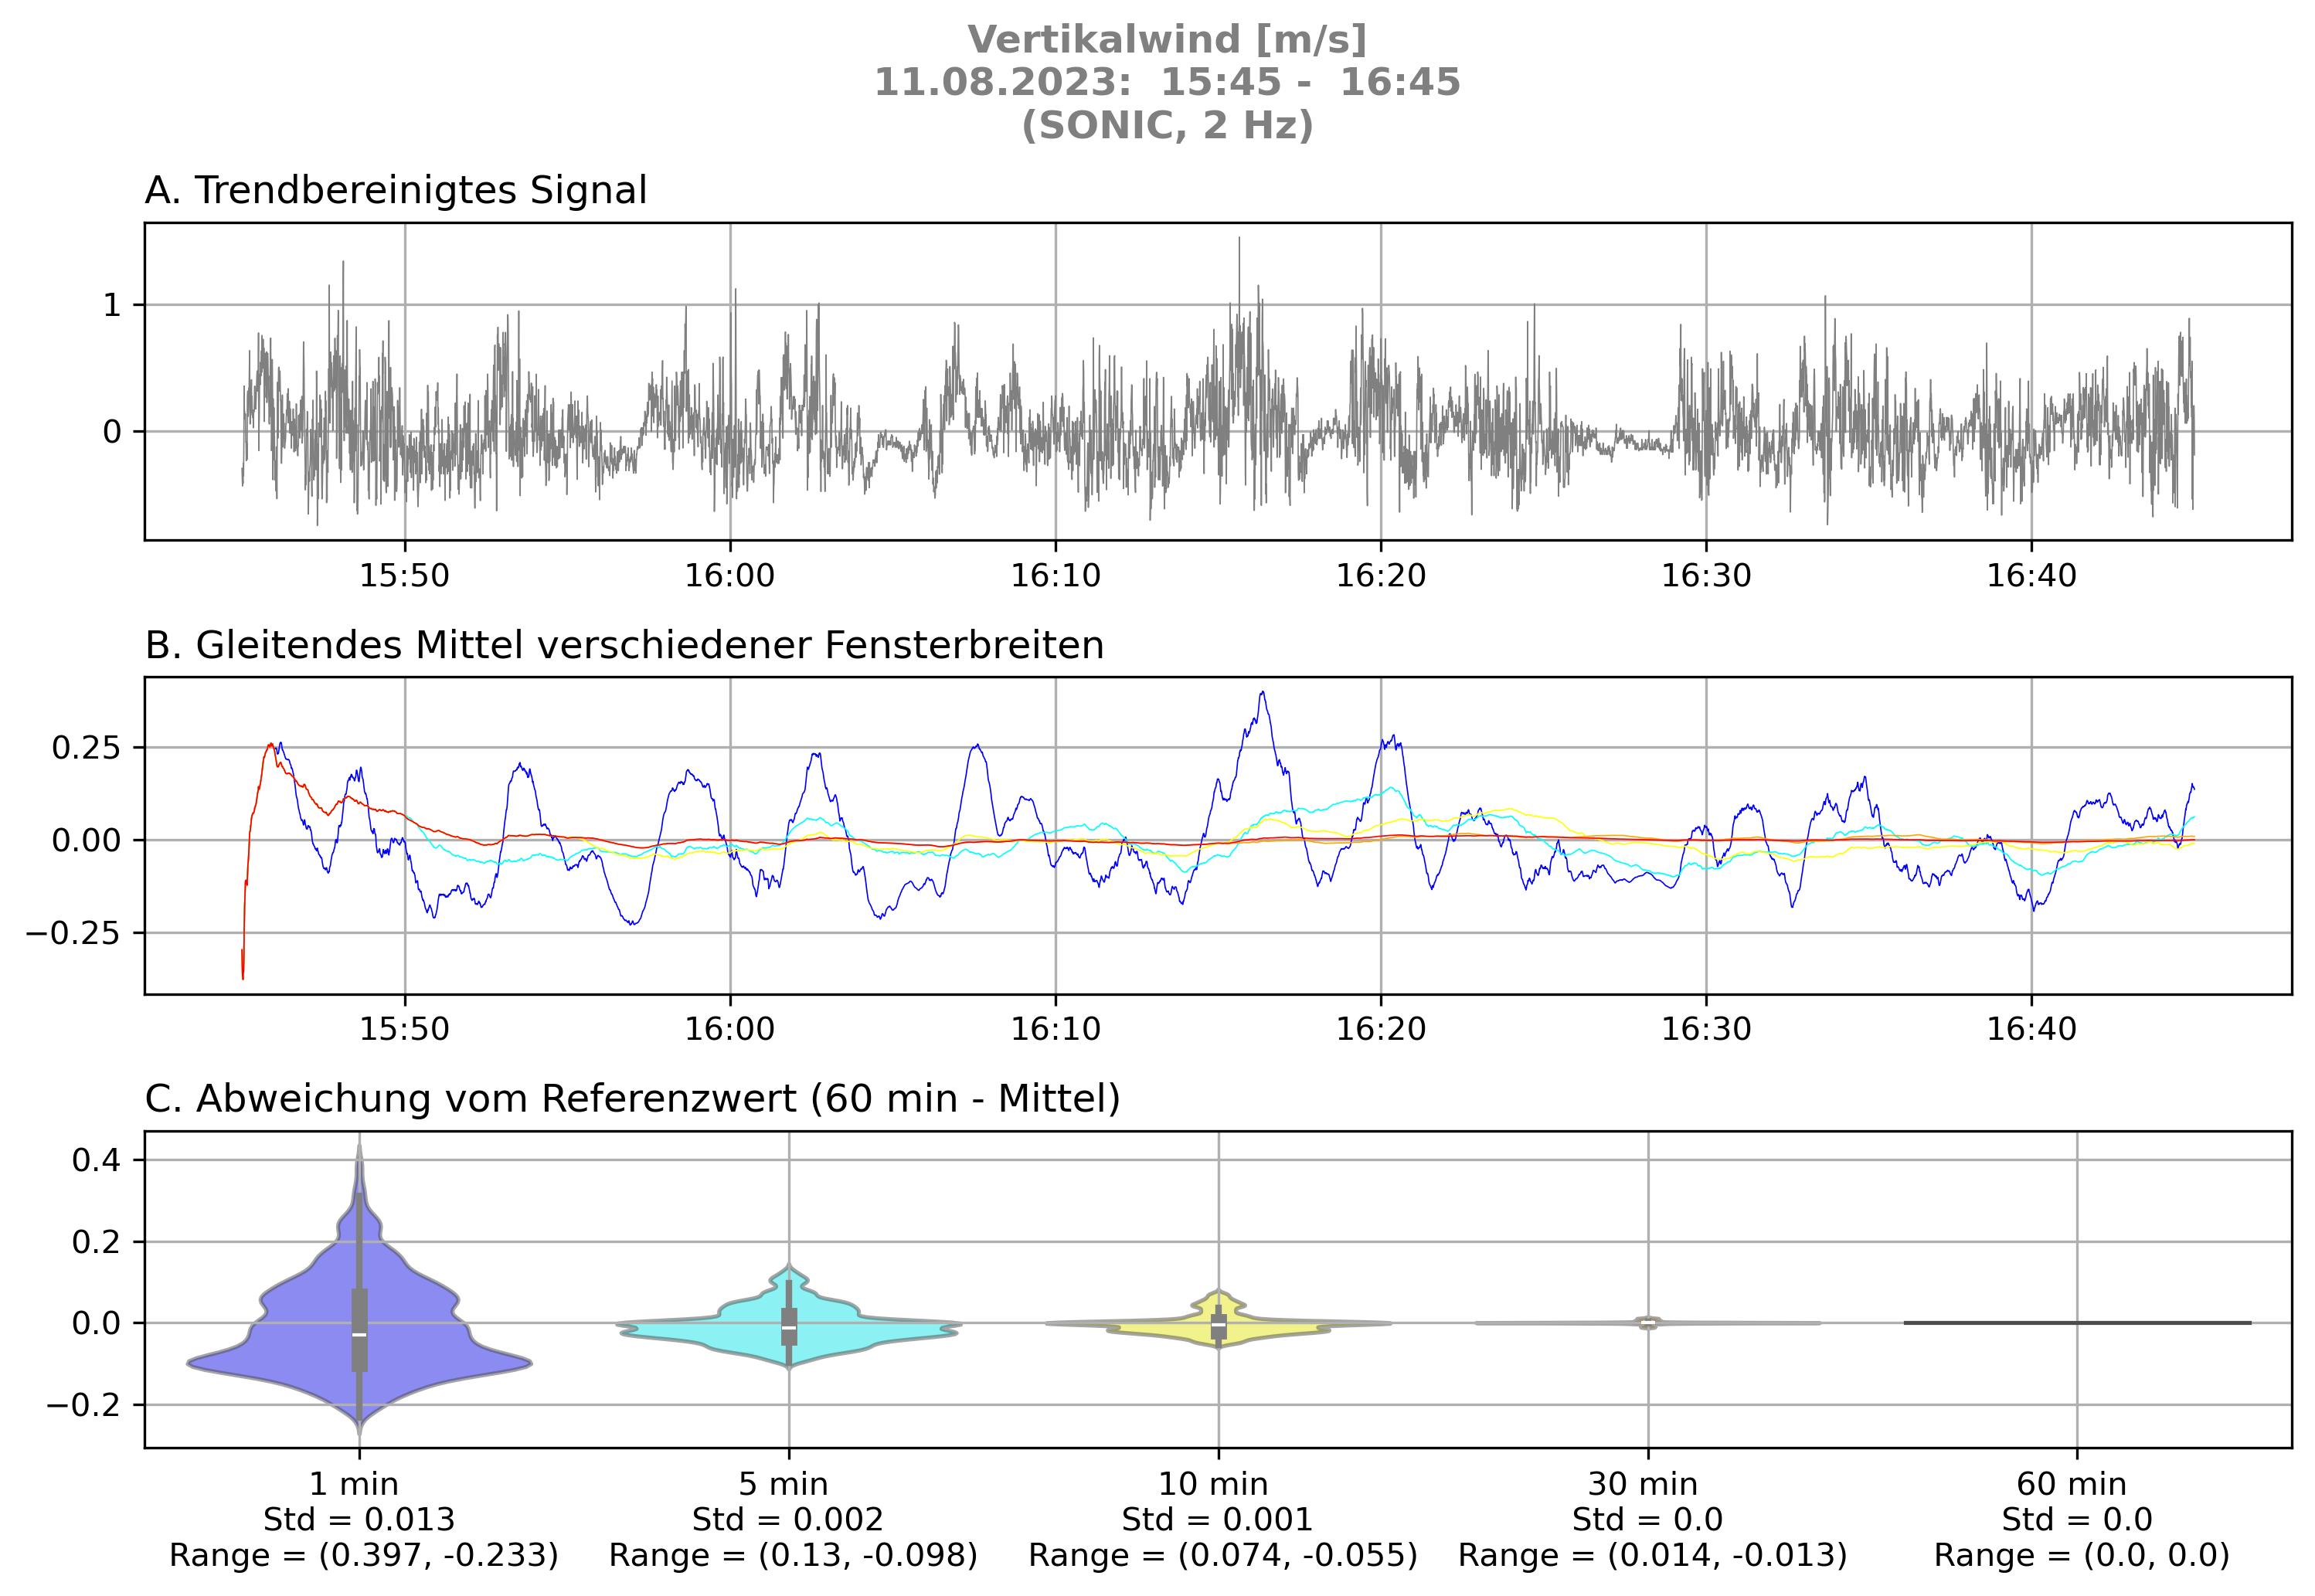 Vertikalwind [m/s]
11.08.2023:  15:45 -  16:45
(SONIC, 2 Hz)
A. Trendbereinigtes Signal
1
0
15:50 16:00 16:10 16:20 16:30 16:40
B. Gleitendes Mittel verschiedener Fensterbreiten
0.25
0.00
−0.25
15:50 16:00 16:10 16:20 16:30 16:40
C. Abweichung vom Referenzwert (60 min - Mittel)
0.4
0.2
0.0
−0.2
1 min 5 min 10 min 30 min 60 min
Std = 0.013 Std = 0.002 Std = 0.001 Std = 0.0 Std = 0.0
Range = (0.397, -0.233) Range = (0.13, -0.098) Range = (0.074, -0.055) Range = (0.014, -0.013) Range = (0.0, 0.0)